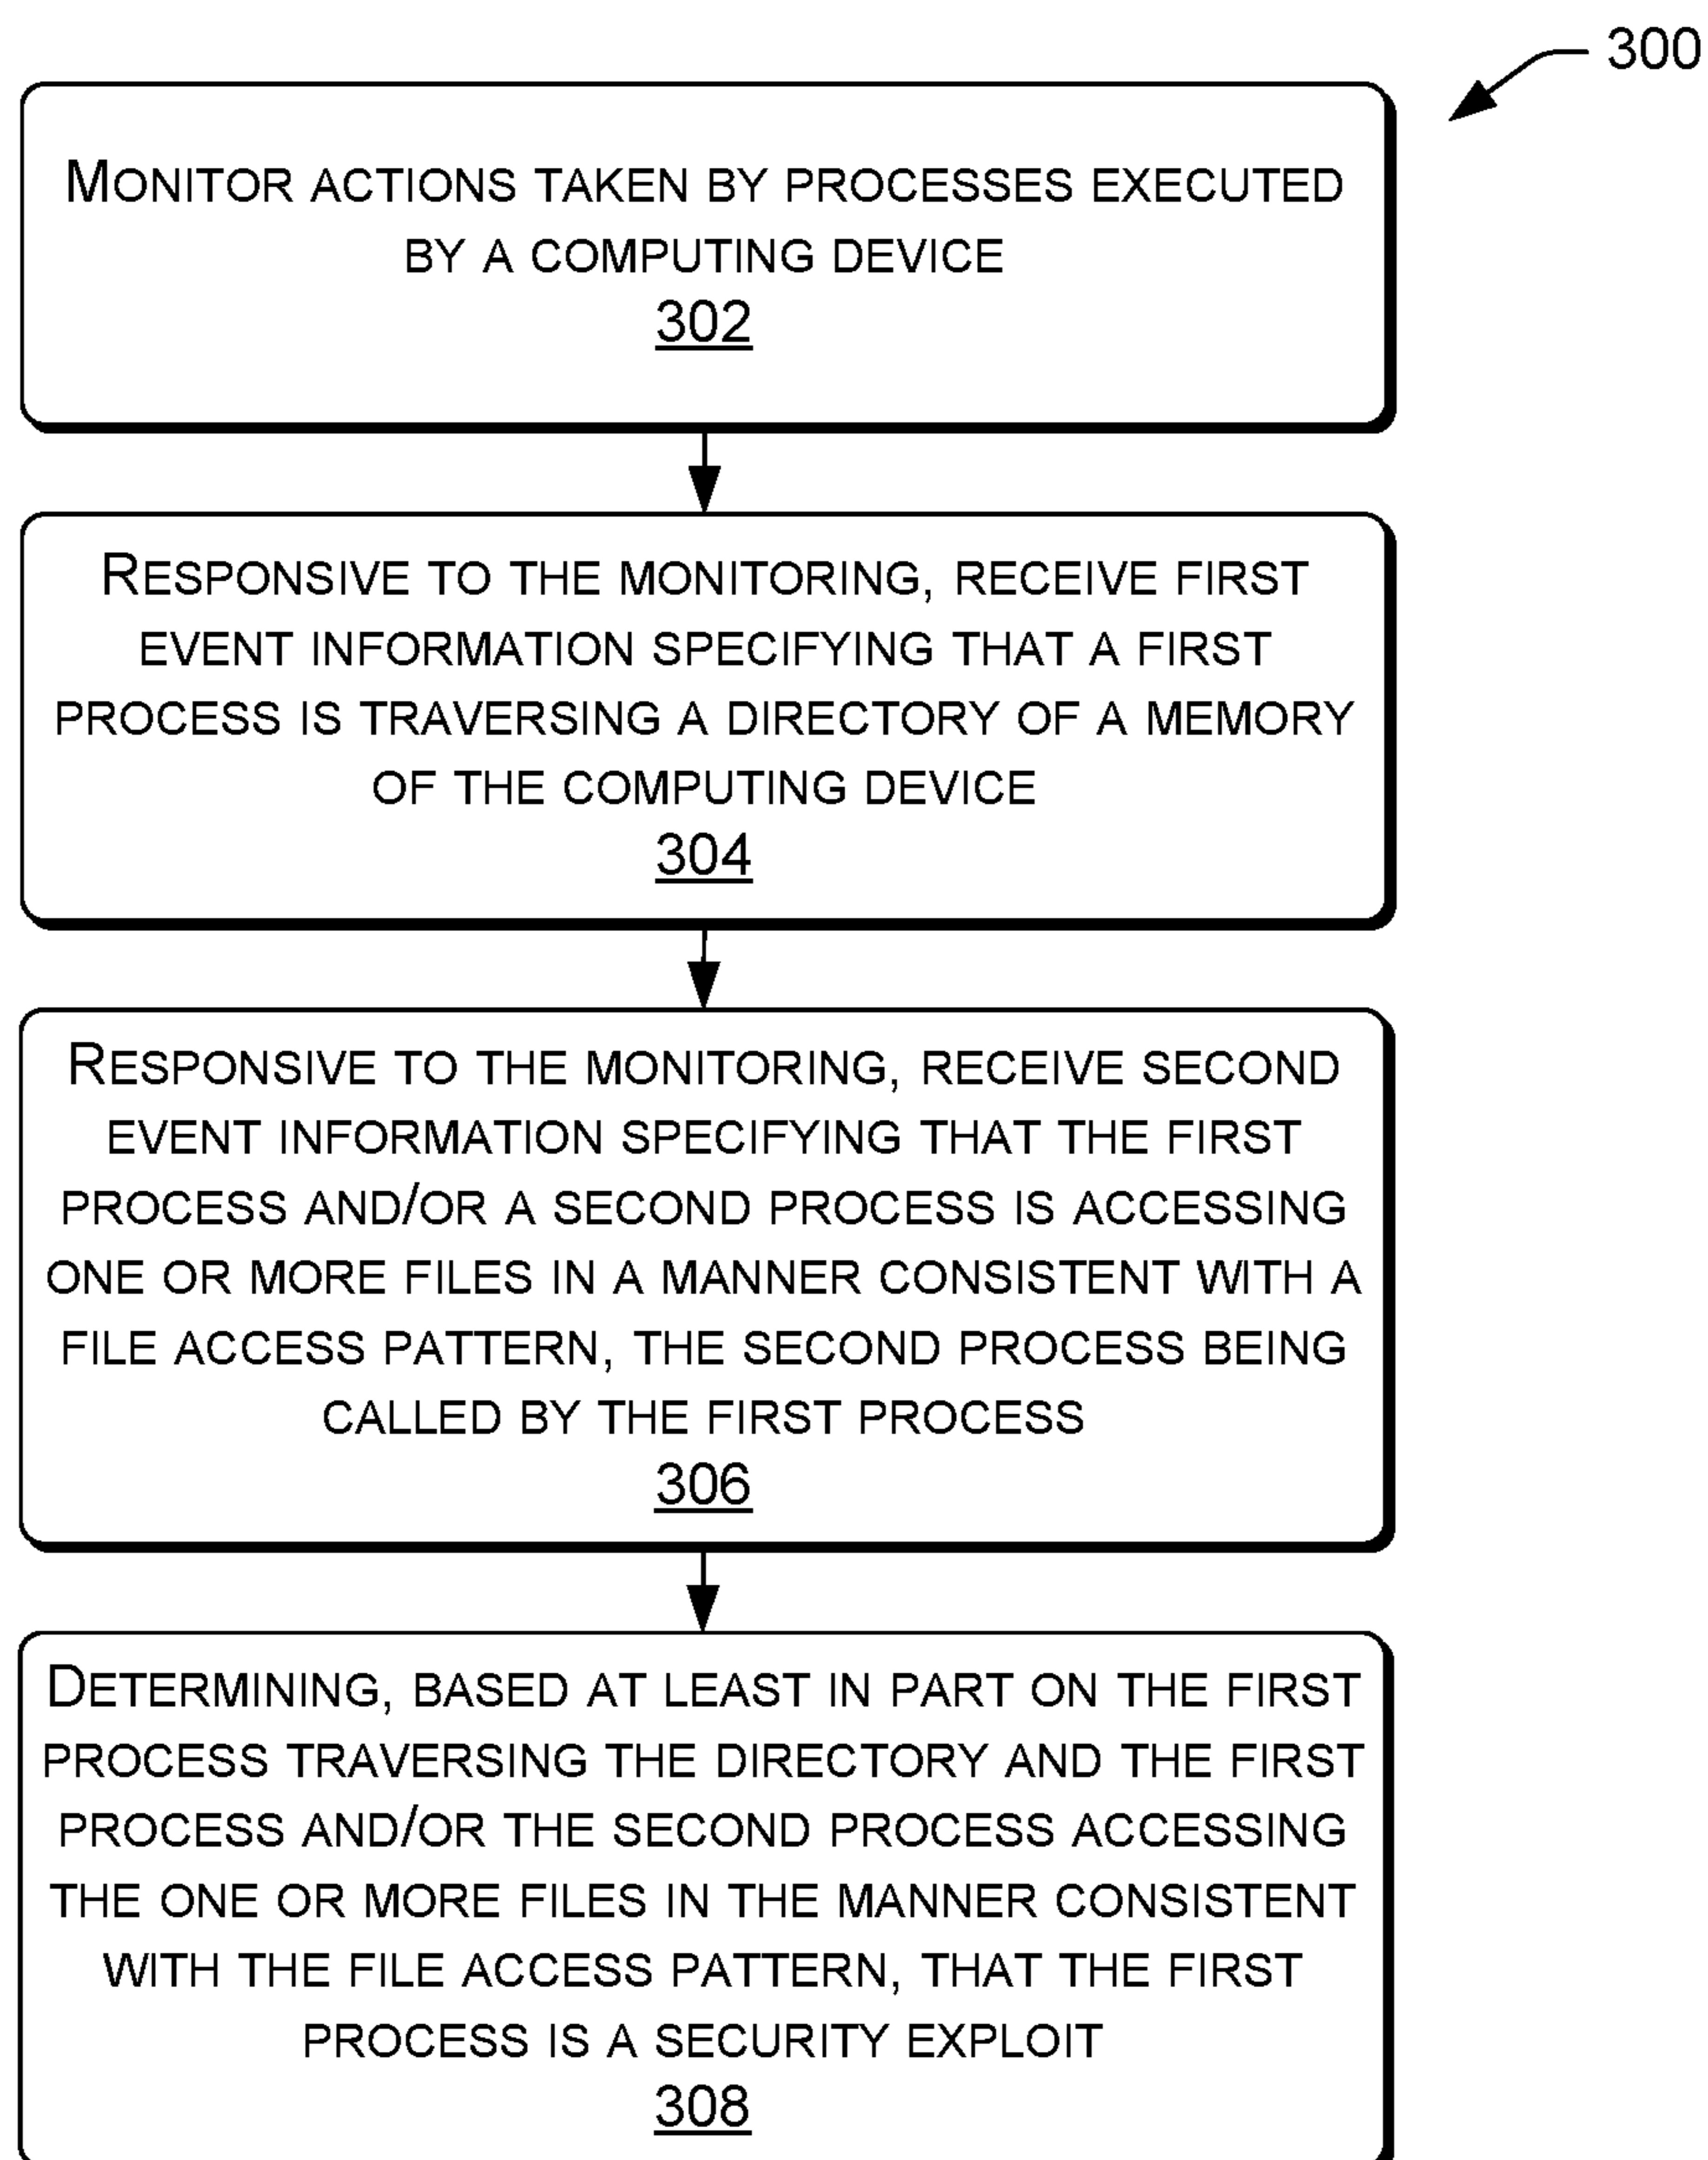 300
MONITOR ACTIONS TAKEN BY PROCESSES EXECUTED
BY A COMPUTING DEVICE
302
RESPONSIVE TO THE MONITORING, RECEIVE FIRST
EVENT INFORMATION SPECIFYING THAT A FIRST
PROCESS IS TRAVERSING A DIRECTORY OF A MEMORY
OF THE COMPUTING DEVICE
304
RESPONSIVE TO THE MONITORING, RECEIVE SECOND
EVENT INFORMATION SPECIFYING THAT THE FIRST
PROCESS AND/OR A SECOND PROCESS IS ACCESSING
ONE OR MORE FILES IN A MANNER CONSISTENT WITH A
FILE ACCESS PATTERN, THE SECOND PROCESS BEING
CALLED BY THE FIRST PROCESS
306
DETERMINING, BASED AT LEAST IN PART ON THE FIRST
PROCESS TRAVERSING THE DIRECTORY AND THE FIRST
PROCESS AND/OR THE SECOND PROCESS ACCESSING
THE ONE OR MORE FILES IN THE MANNER CONSISTENT
WITH THE FILE ACCESS PATTERN, THAT THE FIRST
PROCESS IS A SECURITY EXPLOIT
308